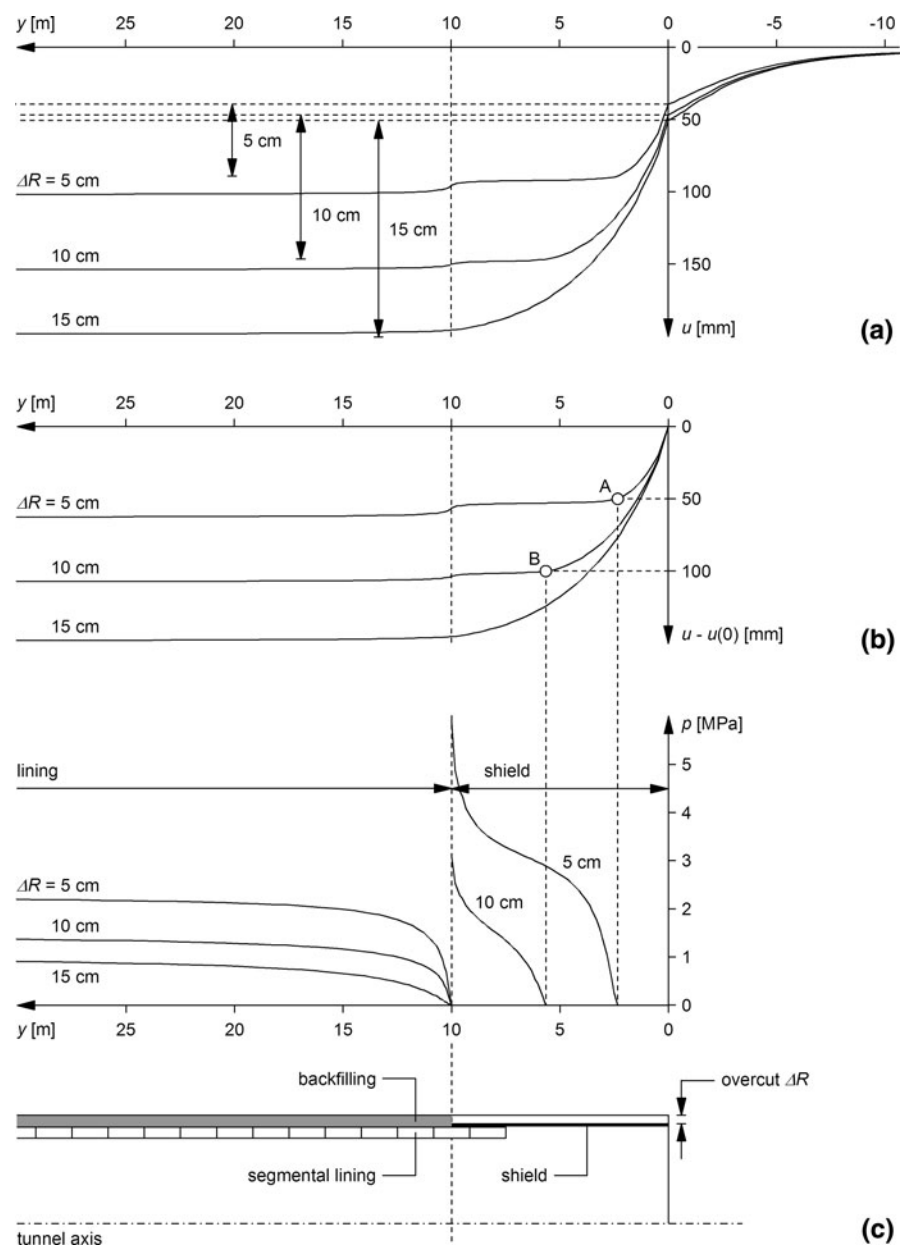 y [m] 25 20 15 10 5 0 -5 -10
0
50
5 cm
ΔR = 5 cm
100
10 cm
15 cm
10 cm
150
15 cm
u [mm]
(a)
y [m] 25 20 15 10 5 0
0
A
50
ΔR = 5 cm
B
10 cm
100
15 cm
u - u(0) [mm]
(b)
p [MPa]
lining
shield
5
4
3
5 cm
ΔR = 5 cm
10 cm
2
10 cm
1
15 cm
0
y [m] 25 20 15 10 5 0
backfilling
overcut ΔR
segmental lining
shield
tunnel axis
(c)